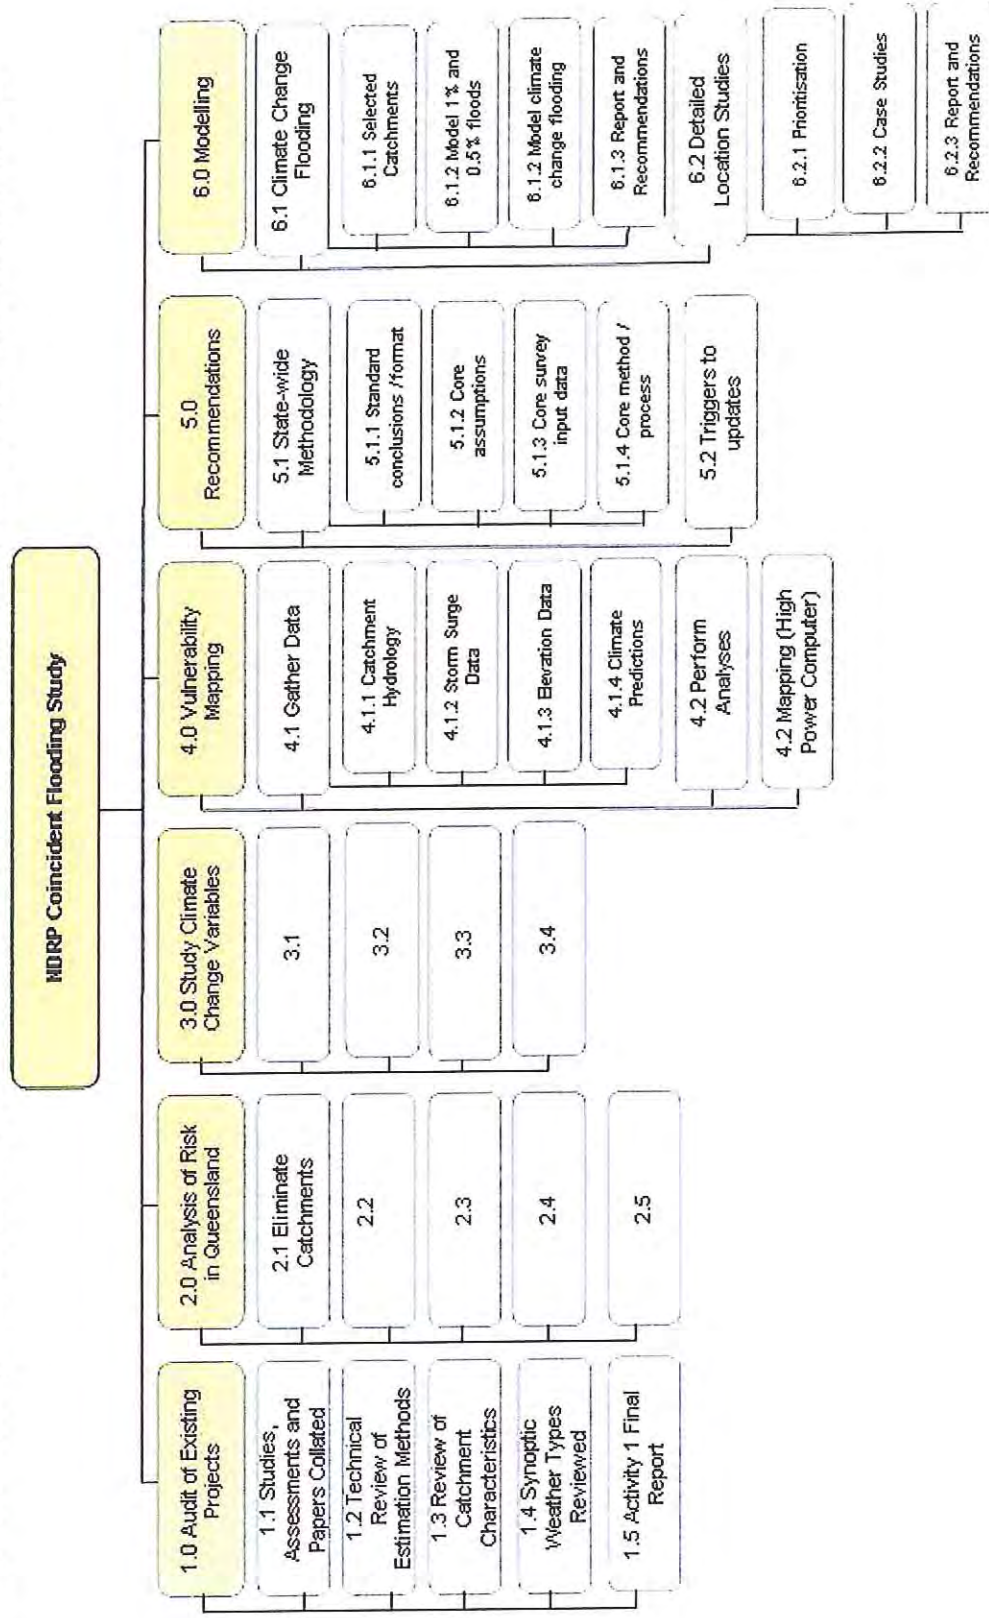 NDRP Coincident Flooding Study
1.0 Audit of Existing
Projects
1.1 Studies,
Assessments and
Papers Collated
1.2 Technical
Review of
Estimation Methods
1.3 Review of
Catchment
Characteristics
1.4 Synoptic
Weather Types
Reviewed
1.5 Activity 1 Final
Report
2.0 Analysis of Risk
in Queensland
2.1 Eliminate
Catchments
2.2
2.3
2.4
2.5
3.0 Study Climate
Change Variables
3.1
3.2
3.3
3.4
4.0 Vulnerability
Mapping
4.1 Gather Data
4.1.1 Catchment
Hydrology
4.1.2 Storm Surge
Data
4.1.3 Elevation Data
4.1.4 Climate
Predictions
4.2 Perform
Analyses
4.2 Mapping (High
Power Computer)
5.0
Recommendations
5.1 State-wide
Methodology
5.1.1 Standard
conclusions /format
5.1.2 Core
assumptions
5.1.3 Core survey
input data
5.1.4 Core method /
process
5.2 Triggers to
updates
6.0 Modelling
6.1 Climate Change
Flooding
6.1.1 Selected
Catchments
6.1.2 Model 1% and
0.5% floods
6.1.2 Model climate
change flooding
6.1.3 Report and
Recommendations
6.2 Detailed
Location Studies
6.2.1 Prioritisation
6.2.2 Case Studies
6.2.3 Report and
Recommendations